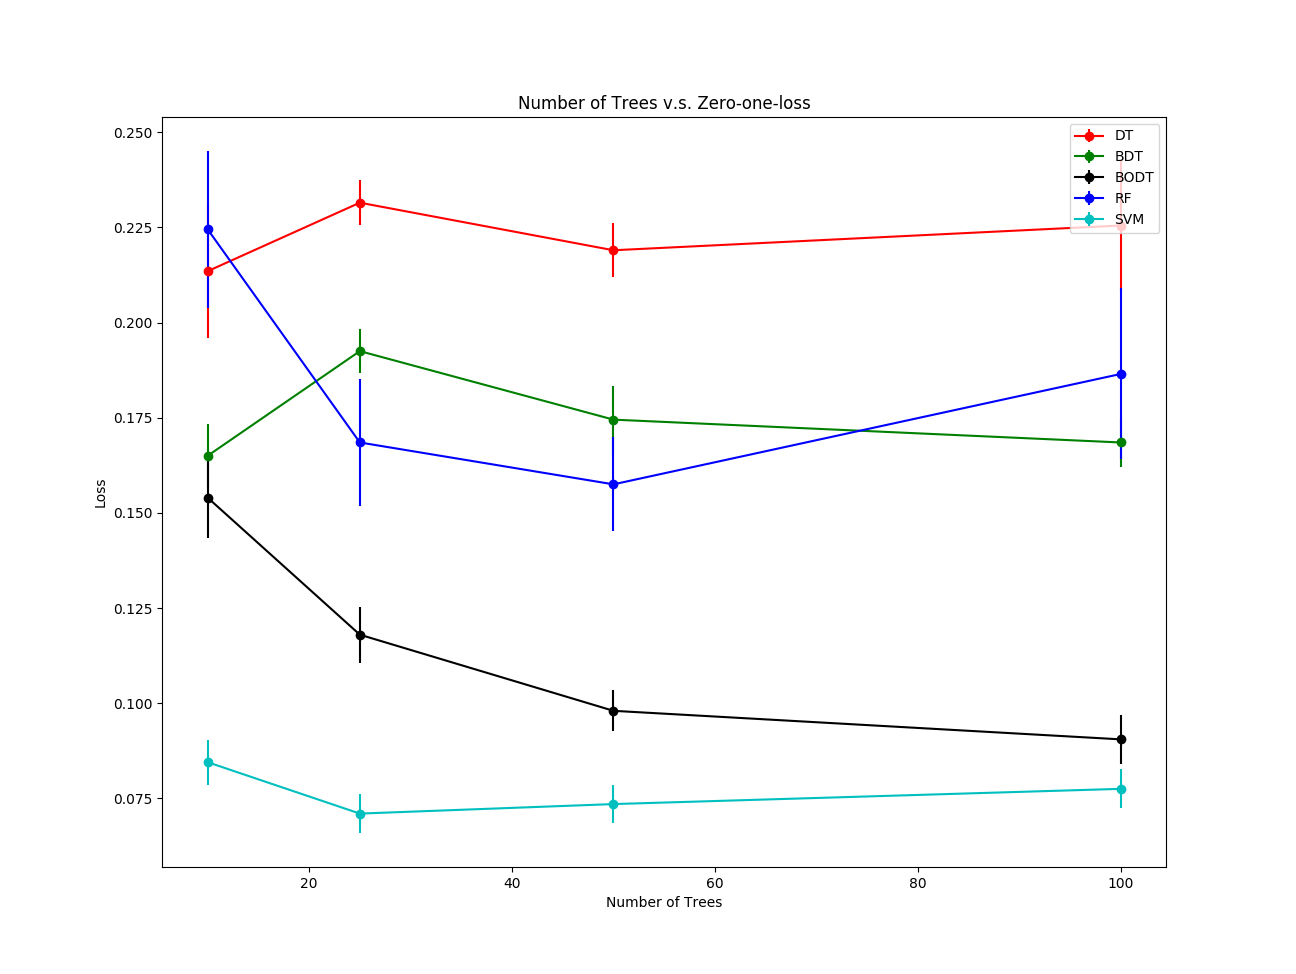 Number of Trees v.s. Zero-one-loss
0.250
0.225
0.200
0.175
0.150
0.125
0.100
0.075
Loss
DT
BDT
BODT
RF
SVM
20 40 60 80 100
Number of Trees